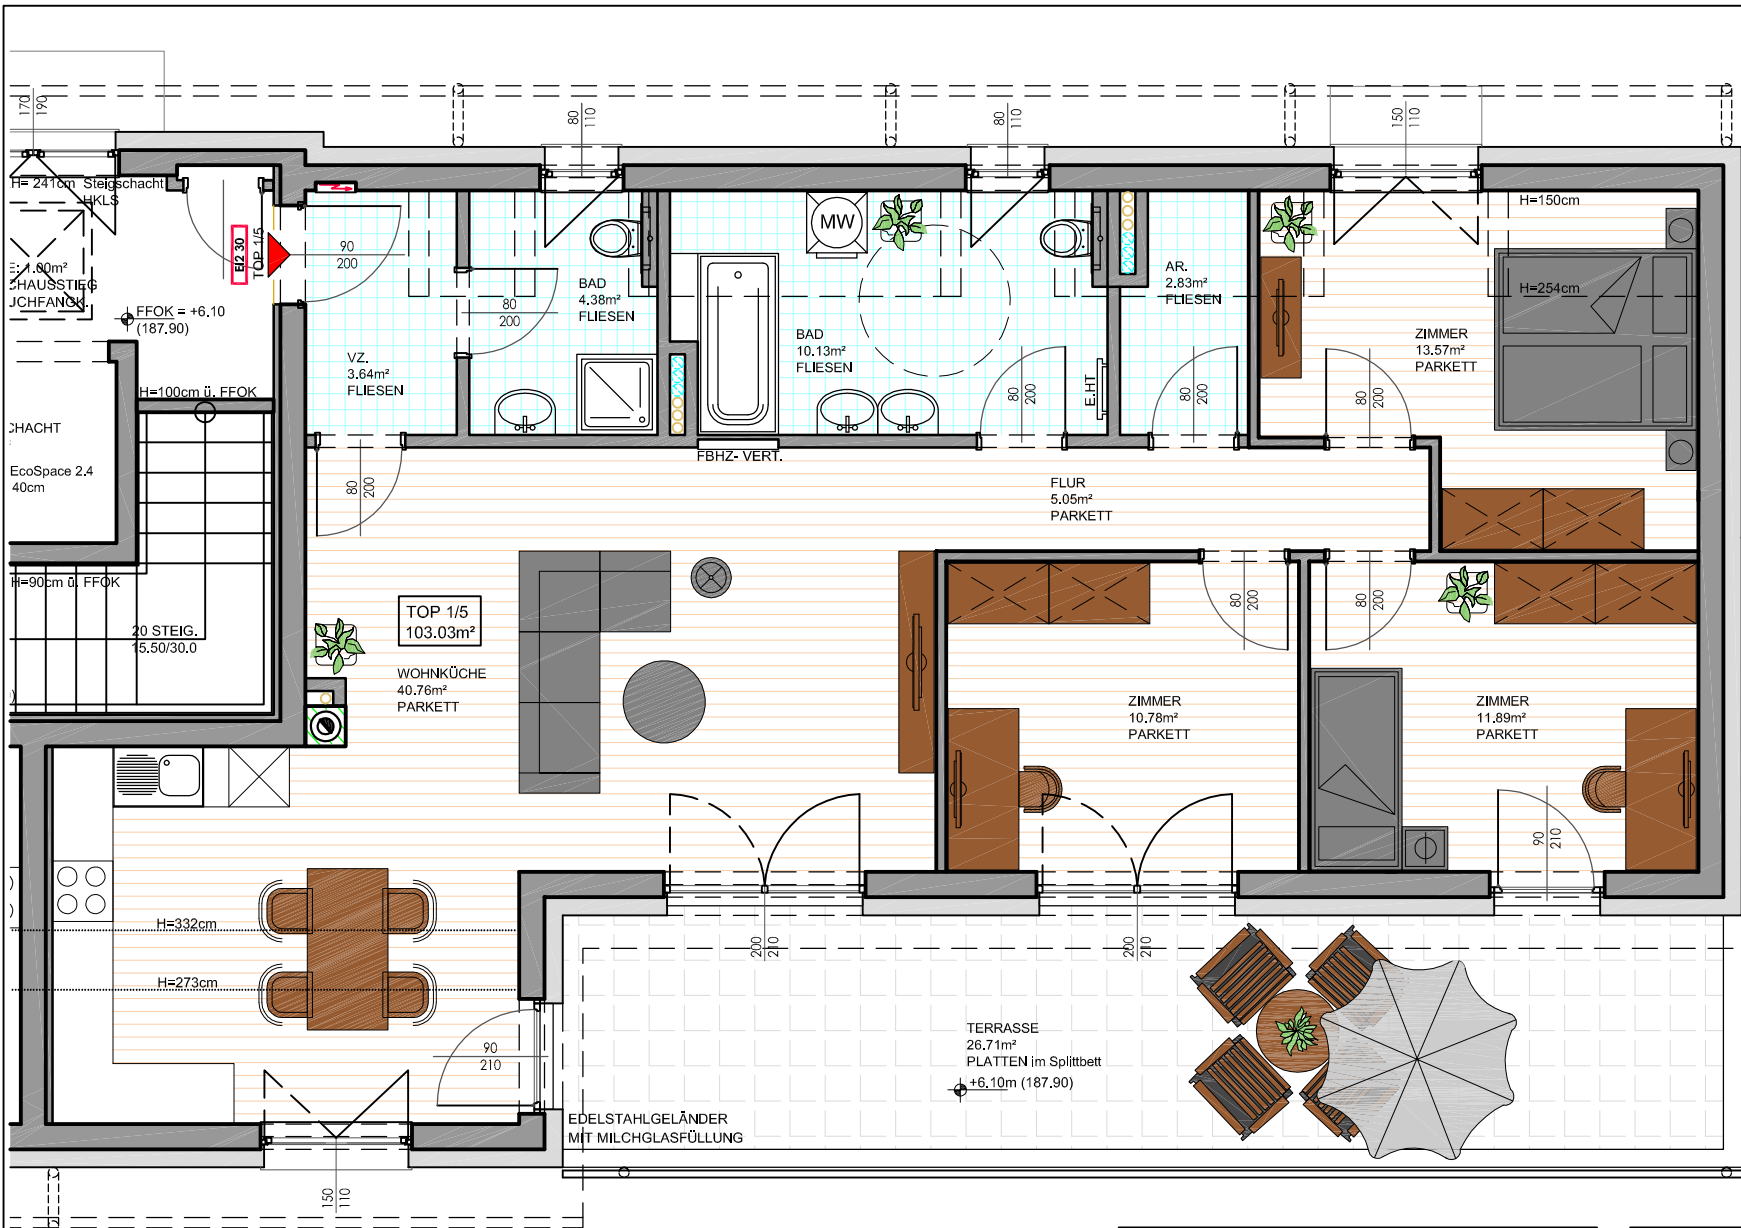 170
190
80
110
80
110
150
110
H= 241cm Steigschacht
HKLS
EI2 30
TOP 1/5
90
200
MW
H=150cm
E: 1.00m²
CHAUSSTIEG
UCHFANGK.
FFOK = +6.10
(187.90)
BAD
4.38m²
FLIESEN
80
200
AR.
2.83m²
FLIESEN
H=254cm
VZ.
3.64m²
FLIESEN
BAD
10.13m²
FLIESEN
ZIMMER
13.57m²
PARKETT
H=100cm ü. FFOK
80
200
E.HT
80
200
80
200
CHACHT
EcoSpace 2.4
40cm
FBHZ- VERT.
80
200
FLUR
5.05m²
PARKETT
H=90cm ü. FFOK
80
200
80
200
TOP 1/5
103.03m²
20 STEIG.
15.50/30.0
WOHNKÜCHE
40.76m²
PARKETT
ZIMMER
10.78m²
PARKETT
ZIMMER
11.89m²
PARKETT
90
210
H=332cm
200
210
200
210
H=273cm
90
210
TERRASSE
26.71m²
PLATTEN im Splittbett
+6.10m (187.90)
EDELSTAHLGELÄNDER
MIT MILCHGLASFÜLLUNG
150
110